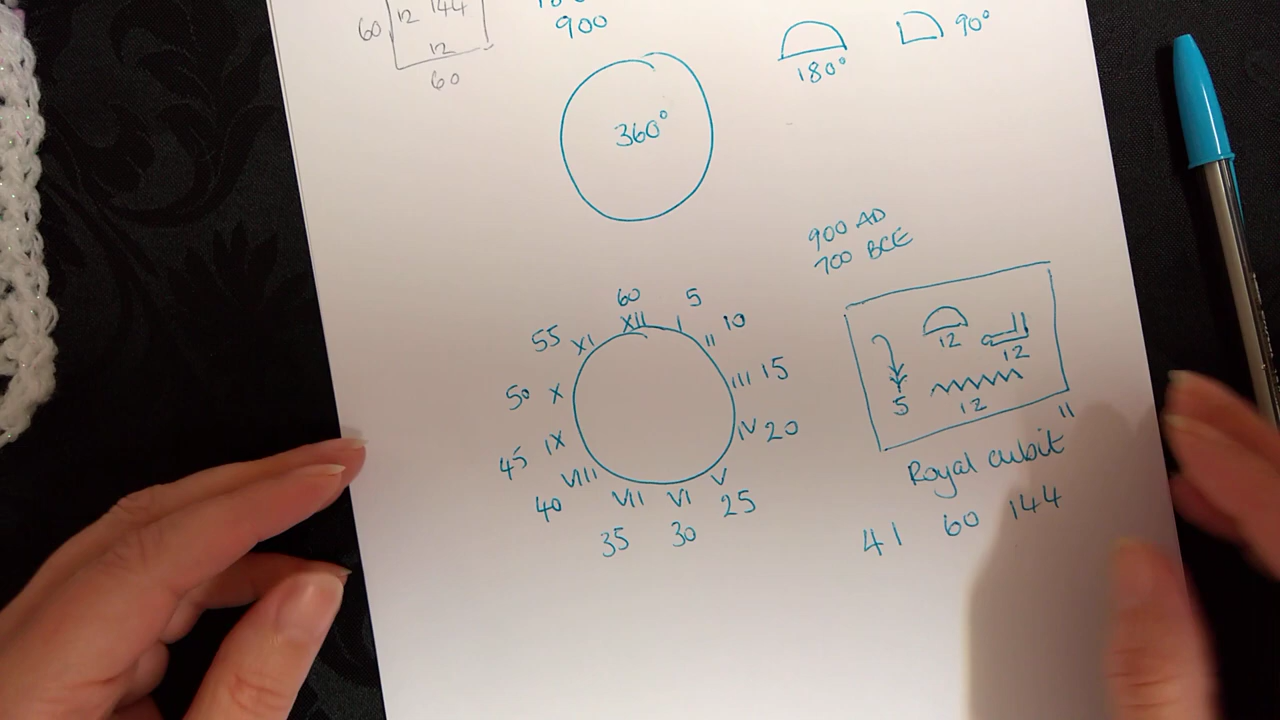 60 12 144
12
60
900
180°
90°
360°
900 AD
700 BCE
60
XII
5
I
10
II
15
III
20
IV
25
V
30
VI
35
VII
40
VIII
45
IX
50
X
55
XI
12
12
5
12
11
Royal cubit
41 60 144